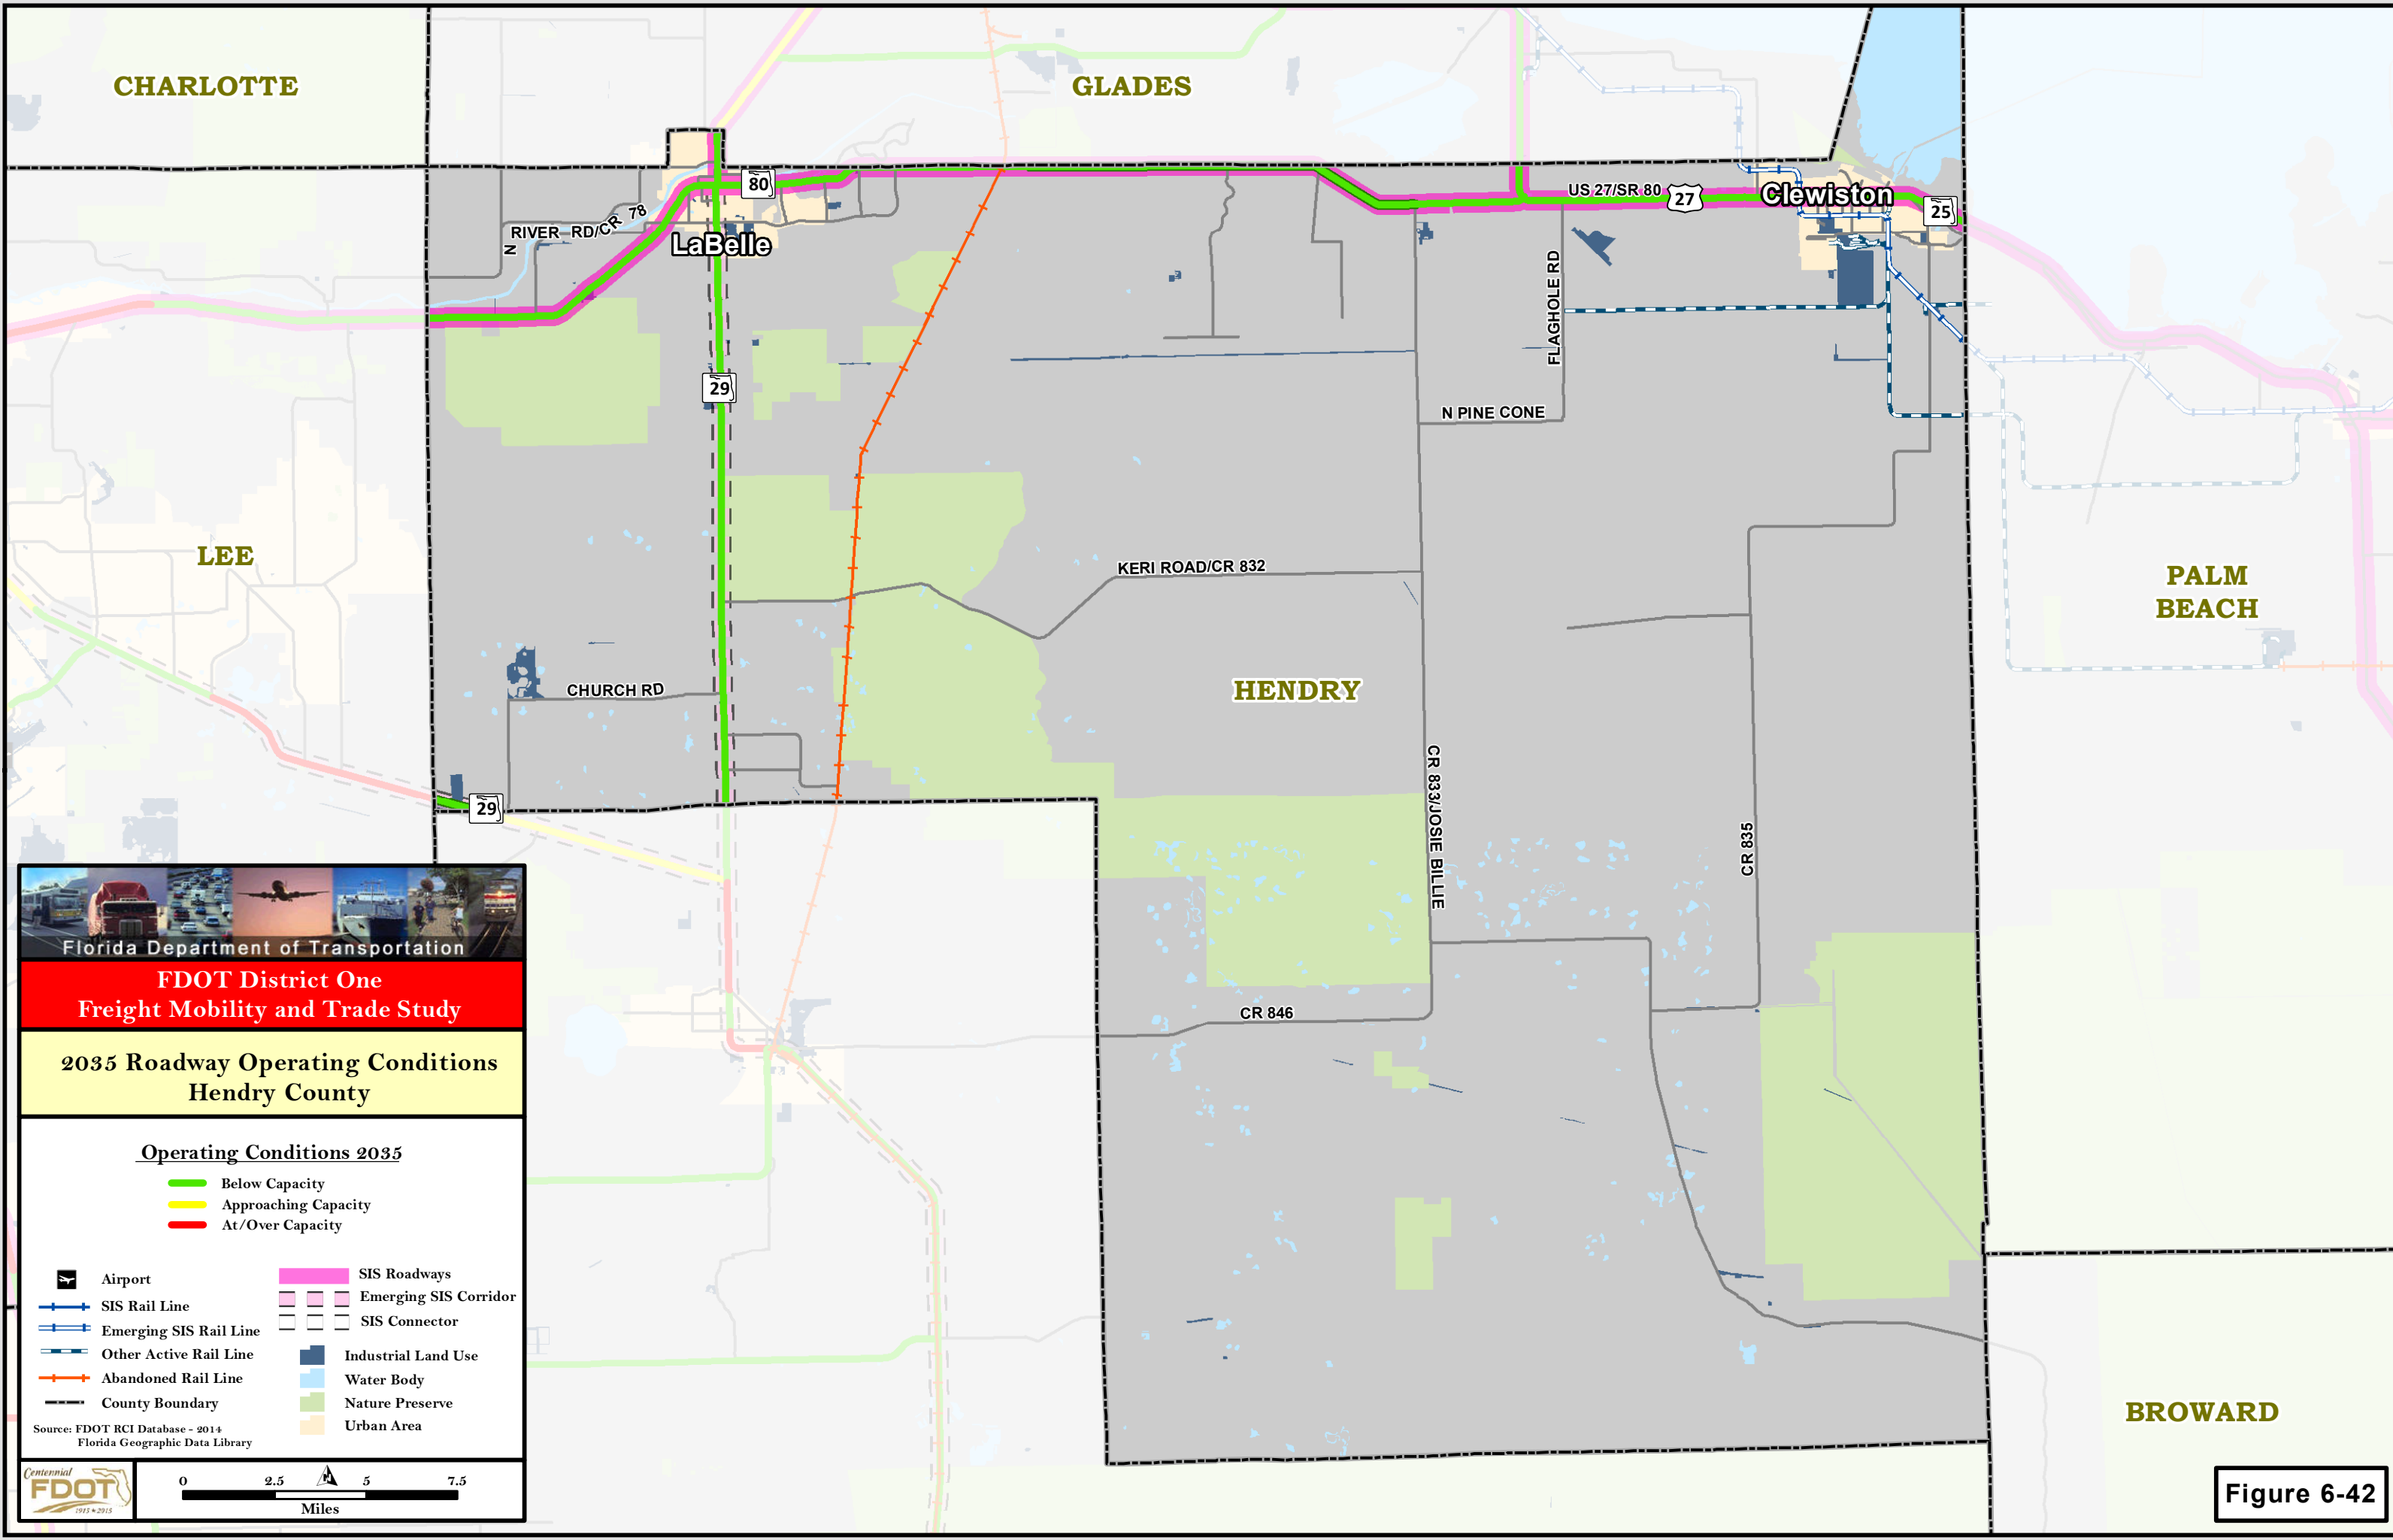 CHARLOTTE
GLADES
80
US 27/SR 80
27
Clewiston
25
RIVER RD/CR 78
N
LaBelle
FLAGHOLE RD
29
N PINE CONE
LEE
KERI ROAD/CR 832
PALM
BEACH
CHURCH RD
HENDRY
CR 833/JOSIE BILLIE
CR 835
29
CR 846
BROWARD
Florida Department of Transportation
FDOT District One
Freight Mobility and Trade Study
2035 Roadway Operating Conditions
Hendry County
Operating Conditions 2035
Below Capacity
Approaching Capacity
At/Over Capacity
Airport
SIS Rail Line
Emerging SIS Rail Line
Other Active Rail Line
Abandoned Rail Line
County Boundary
SIS Roadways
Emerging SIS Corridor
SIS Connector
Industrial Land Use
Water Body
Nature Preserve
Urban Area
Source: FDOT RCI Database - 2014
Florida Geographic Data Library
Centennial
FDOT
1915★2015
0 2.5 5 7.5
Miles
Figure 6-42